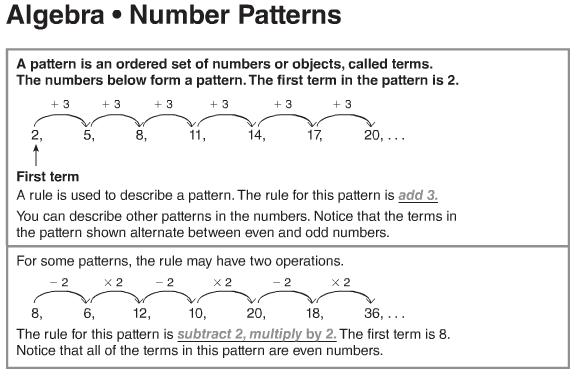 Algebra • Number Patterns
A pattern is an ordered set of numbers or objects, called terms.
The numbers below form a pattern. The first term in the pattern is 2.
+ 3 + 3 + 3 + 3 + 3 + 3
2, 5, 8, 11, 14, 17, 20, . . .
First term
A rule is used to describe a pattern. The rule for this pattern is add 3.
You can describe other patterns in the numbers. Notice that the terms in
the pattern shown alternate between even and odd numbers.
For some patterns, the rule may have two operations.
− 2 × 2 − 2 × 2 − 2 × 2
8, 6, 12, 10, 20, 18, 36, . . .
The rule for this pattern is subtract 2, multiply by 2. The first term is 8.
Notice that all of the terms in this pattern are even numbers.